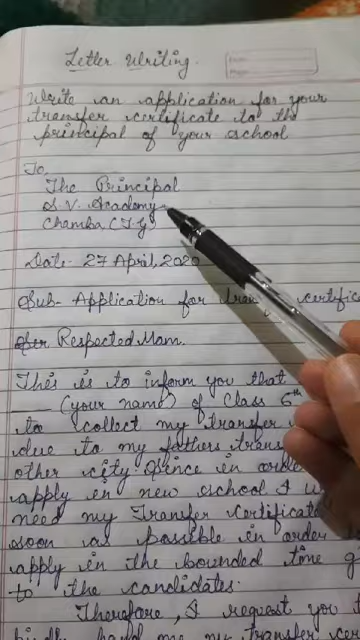 Letter Writing.
Write an application for your
transfer certificate to the
principal of your school
To,
The Principal
S.V. Academy
Chamba (T.G)
Date- 27 April, 2020
Sub- Application for certific
Respected Mam.
This is to inform you that
(your name) of Class 6th
to collect my transfer
due to my fathers trans
other city. Since in
apply in new school I
need my Transfer Certificat
soon as possible in order
apply in the bounded time g
to the candidates.
Therefore, I request you t
hand me my transfer